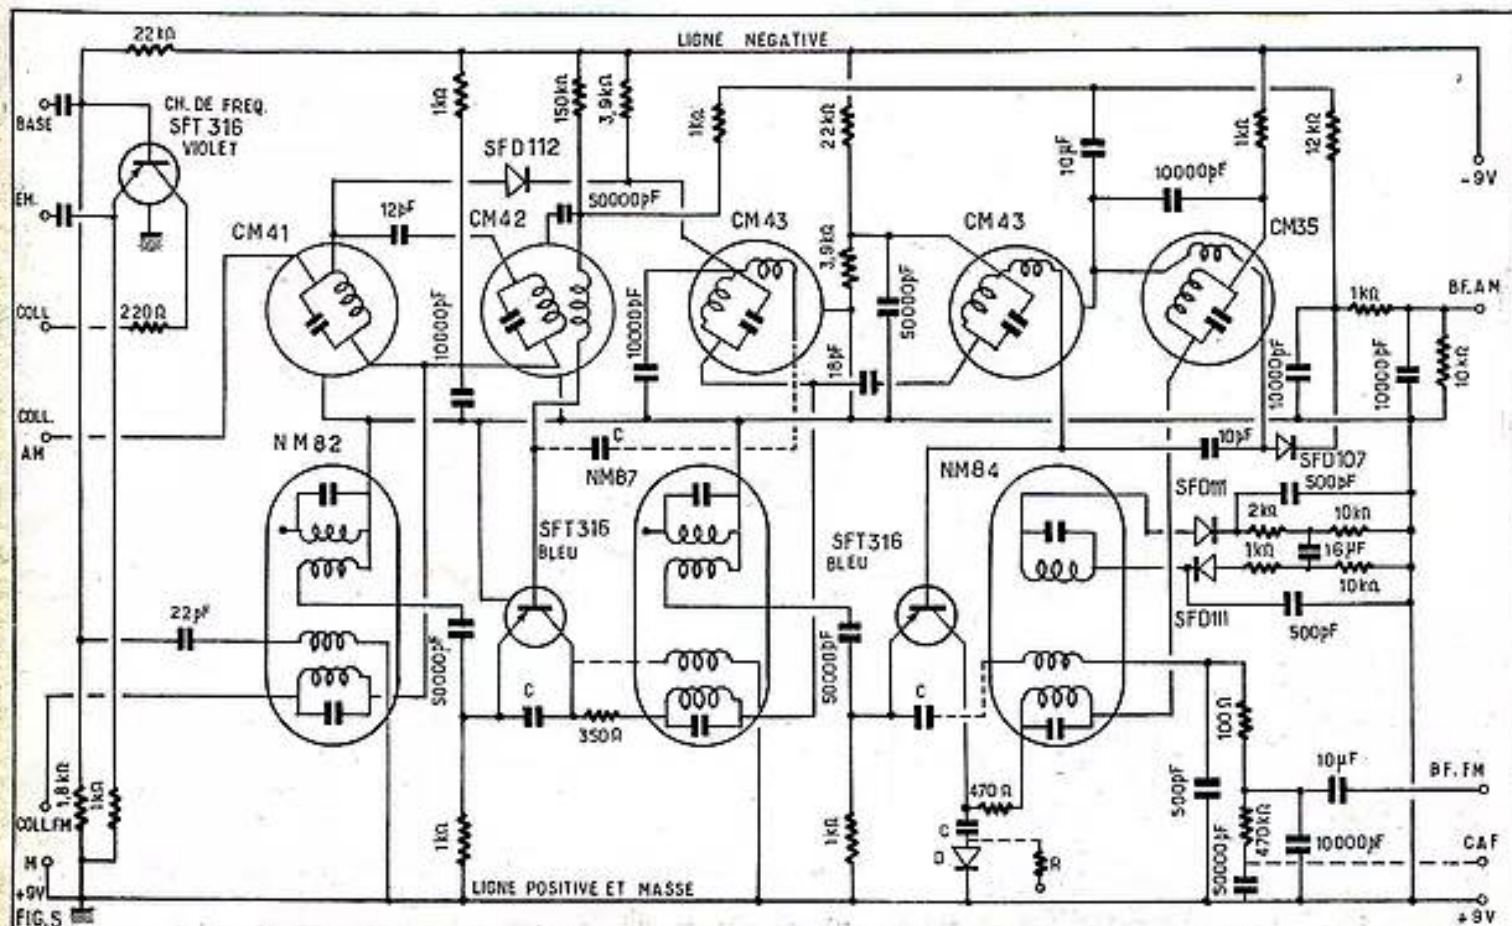 22kΩ
LIGNE NÉGATIVE
BASE
CH. DE FREQ.
SFT 316
VIOLET
1kΩ
150kΩ
3,9kΩ
1kΩ
22kΩ
10µF
1kΩ
12kΩ
-9V
SFD112
50000pF
10000pF
EM.
12pF
CM41
CM42
CM43
CM43
CM35
3,9kΩ
COLL
220Ω
10000pF
10000pF
50000pF
1kΩ
BF.AM
18pF
10000pF
10000pF
10kΩ
COLL.
AM
NM82
C
NM87
NM84
10pF
SFD107
SFD111
500pF
SFT316
BLEU
SFT316
BLEU
2kΩ
10kΩ
1kΩ
16µF
10kΩ
SFD111
500pF
22pF
50000pF
50000pF
C
350Ω
C
100Ω
1,8kΩ
1kΩ
COLL.FM
470Ω
500pF
10µF
BF.FM
1kΩ
1kΩ
C
D
R
470kΩ
10000pF
50000pF
CAF
M
+9V
LIGNE POSITIVE ET MASSE
+9V
FIG.5